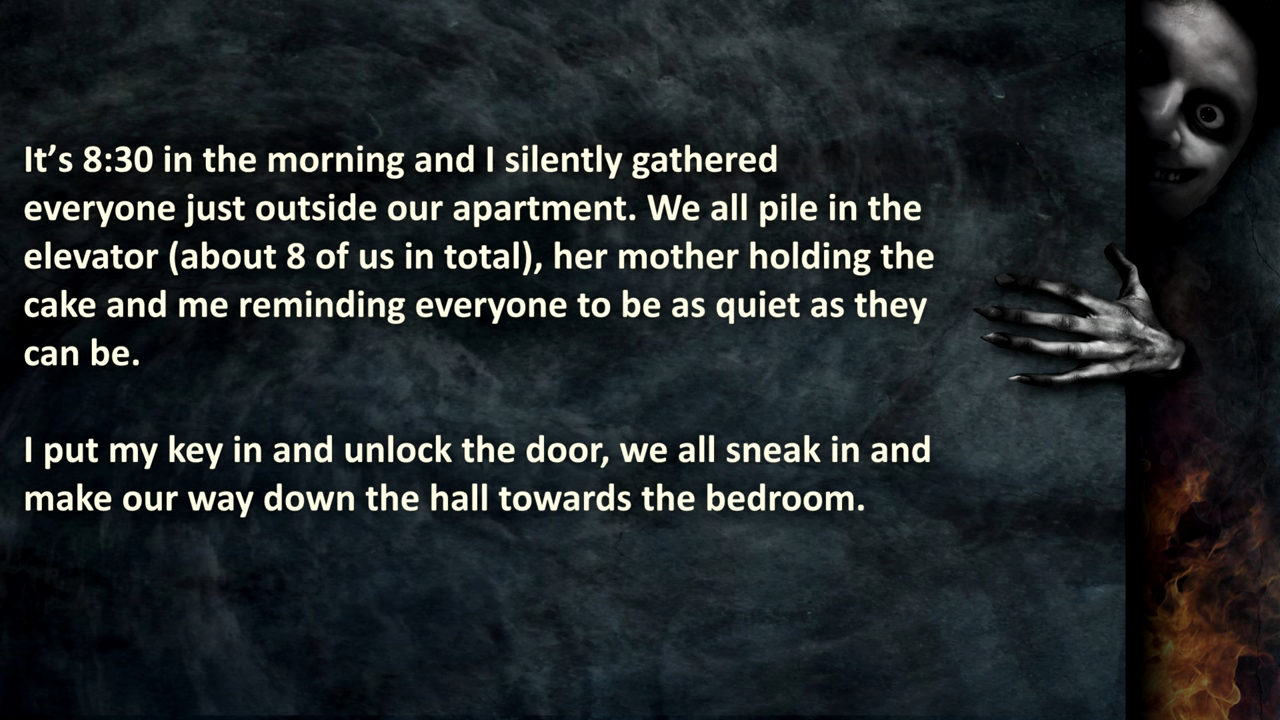 It’s 8:30 in the morning and I silently gathered
everyone just outside our apartment. We all pile in the
elevator (about 8 of us in total), her mother holding the
cake and me reminding everyone to be as quiet as they
can be.
I put my key in and unlock the door, we all sneak in and
make our way down the hall towards the bedroom.